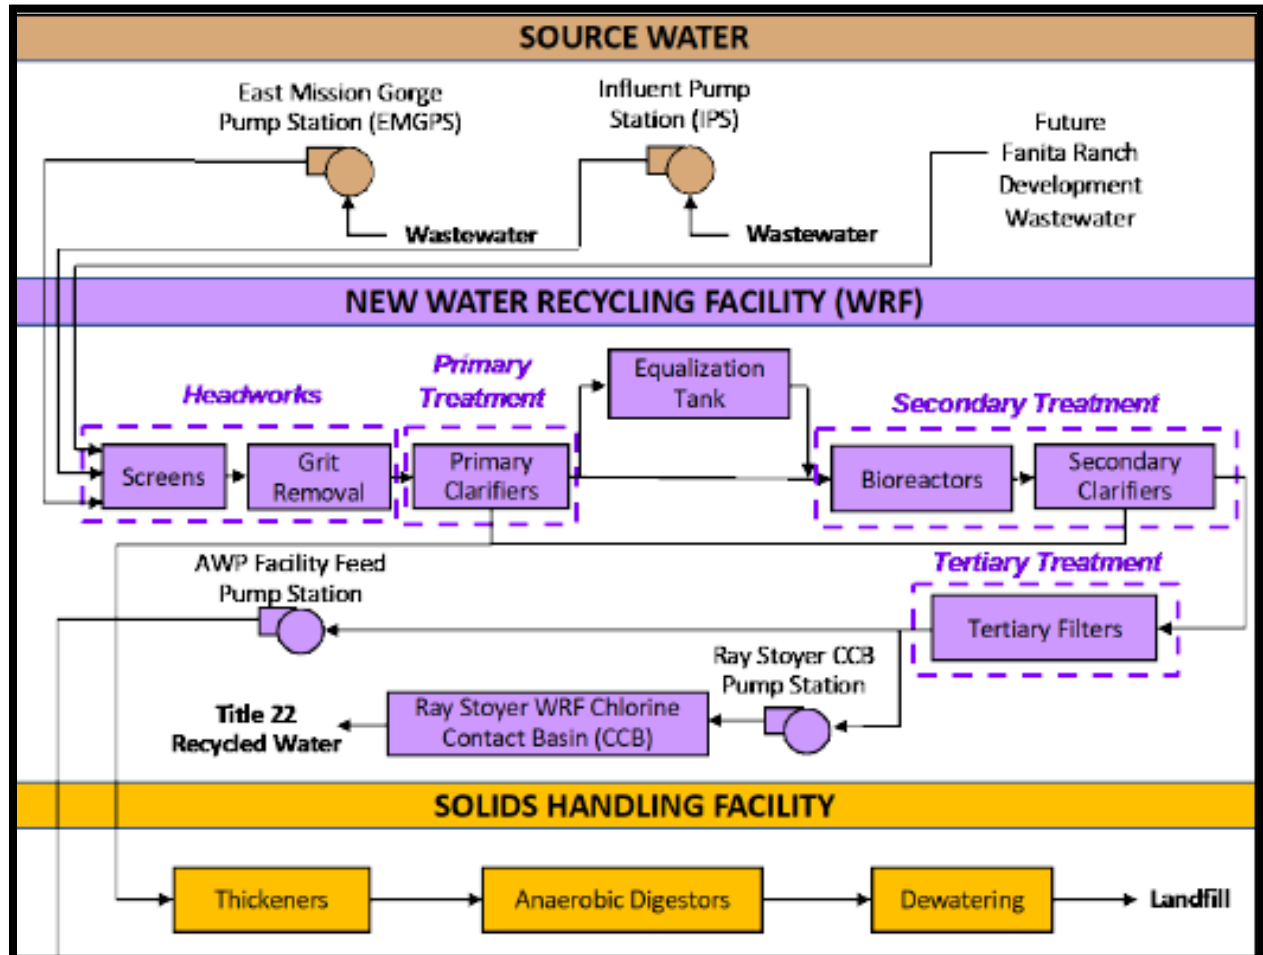 SOURCE WATER
East Mission Gorge
Pump Station (EMGPS)
Influent Pump
Station (IPS)
Future
Fanita Ranch
Development
Wastewater
Wastewater
Wastewater
NEW WATER RECYCLING FACILITY (WRF)
Headworks
Primary
Treatment
Equalization
Tank
Secondary Treatment
Screens
Grit
Removal
Primary
Clarifiers
Bioreactors
Secondary
Clarifiers
AWP Facility Feed
Pump Station
Tertiary Treatment
Tertiary Filters
Ray Stoyer CCB
Pump Station
Ray Stoyer WRF Chlorine
Contact Basin (CCB)
Title 22
Recycled Water
SOLIDS HANDLING FACILITY
Thickeners
Anaerobic Digestors
Dewatering
Landfill